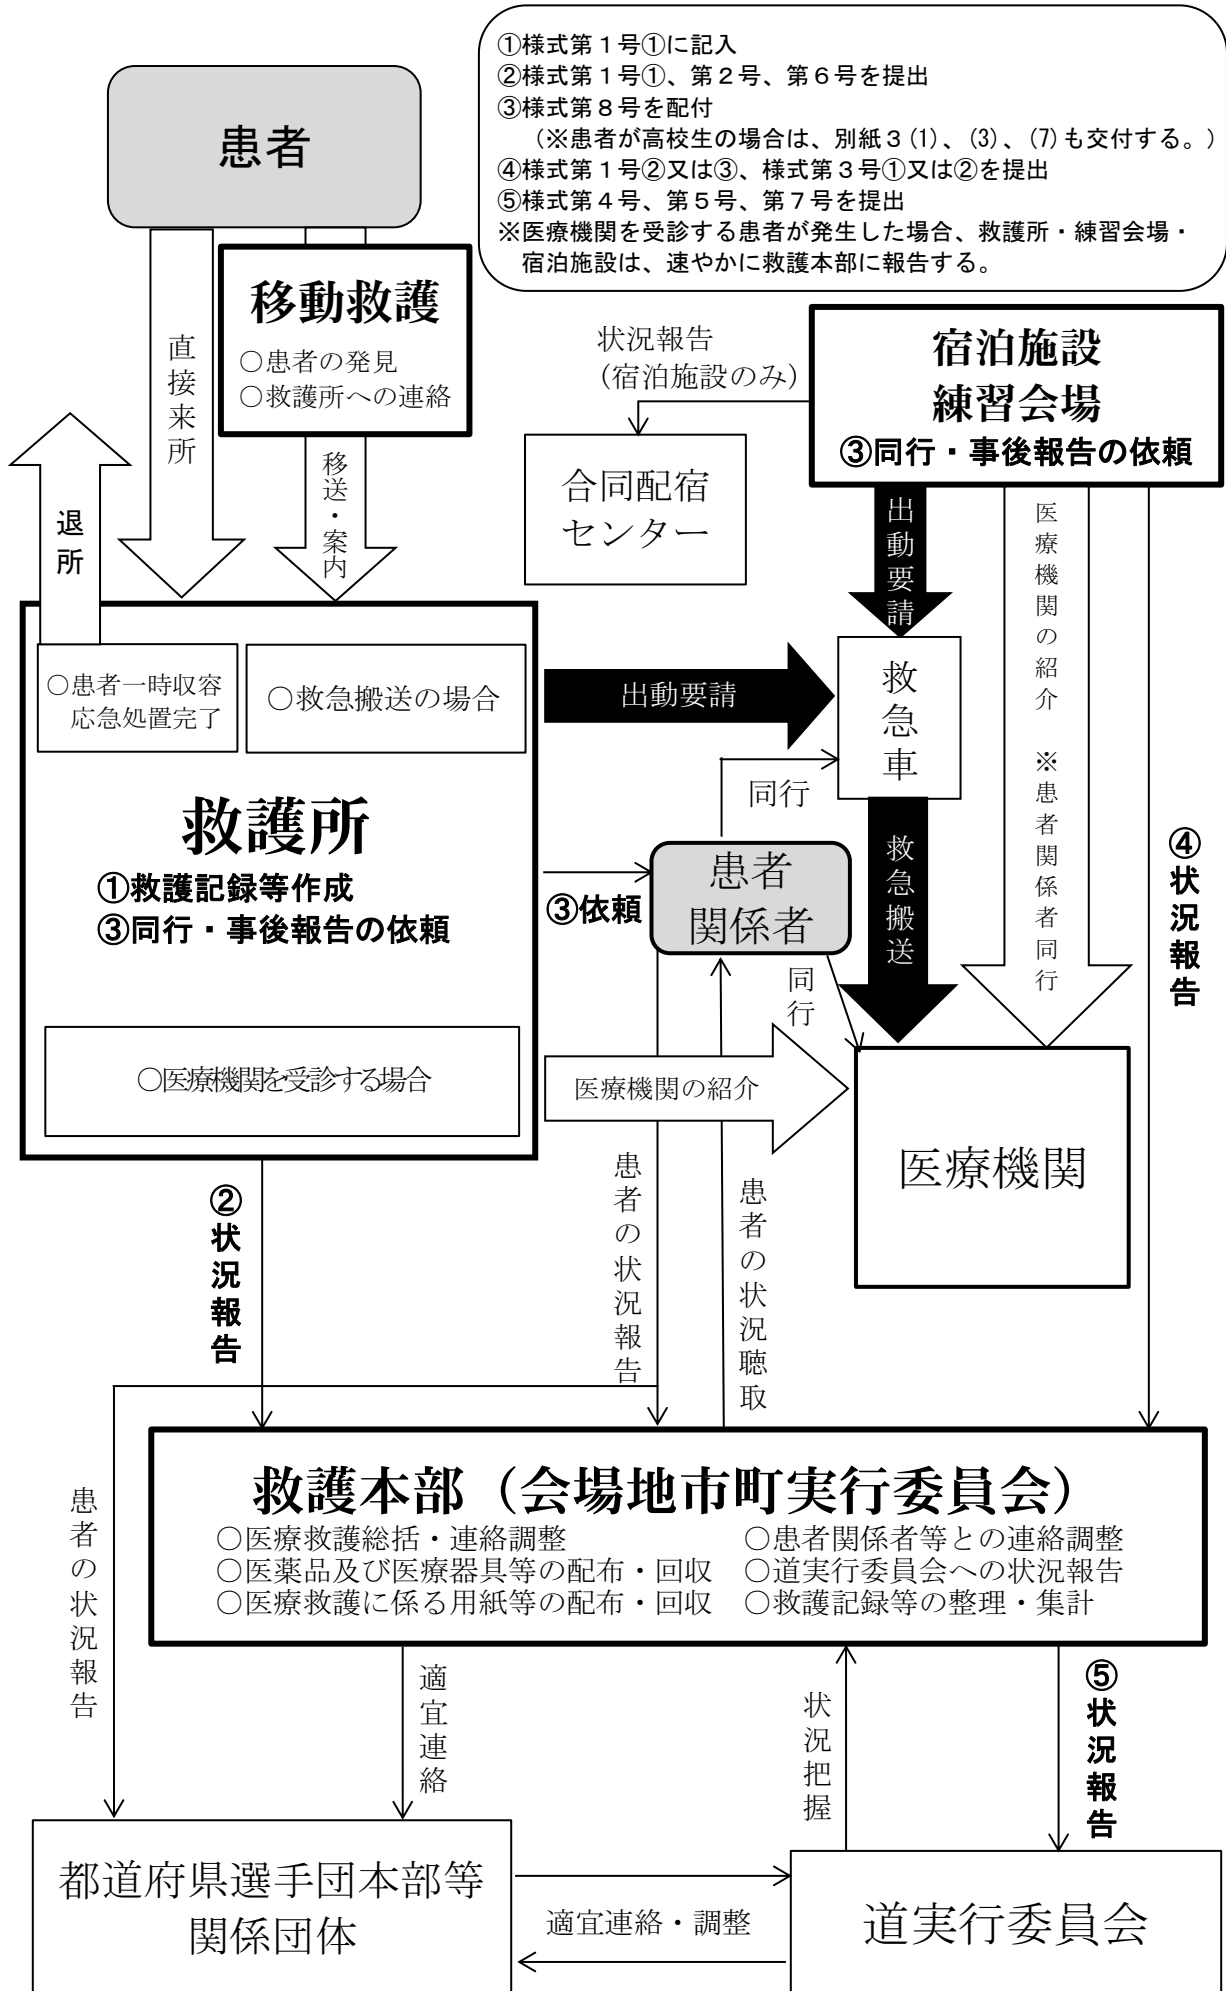 ①様式第１号①に記入
②様式第１号①、第２号、第６号を提出
③様式第８号を配付
（※患者が高校生の場合は、別紙３(1)、(3)、(7)も交付する。）
④様式第１号②又は③、様式第３号①又は②を提出
⑤様式第４号、第５号、第７号を提出
※医療機関を受診する患者が発生した場合、救護所・練習会場・
宿泊施設は、速やかに救護本部に報告する。
患者
移動救護
○患者の発見
○救護所への連絡
直接来所
移送・案内
退所
状況報告
（宿泊施設のみ）
宿泊施設
練習会場
③同行・事後報告の依頼
合同配宿
センター
出動要請
医療機関の紹介　※患者関係者同行
④状況報告
○患者一時収容
応急処置完了
○救急搬送の場合
出動要請
救急車
同行
救護所
①救護記録等作成
③同行・事後報告の依頼
③依頼
患者
関係者
救急搬送
同行
○医療機関を受診する場合
医療機関の紹介
医療機関
②状況報告
患者の状況報告
患者の状況聴取
救護本部（会場地市町実行委員会）
○医療救護総括・連絡調整
○医薬品及び医療器具等の配布・回収
○医療救護に係る用紙等の配布・回収
○患者関係者等との連絡調整
○道実行委員会への状況報告
○救護記録等の整理・集計
患者の状況報告
適宜連絡
状況把握
⑤状況報告
都道府県選手団本部等
関係団体
適宜連絡・調整
道実行委員会